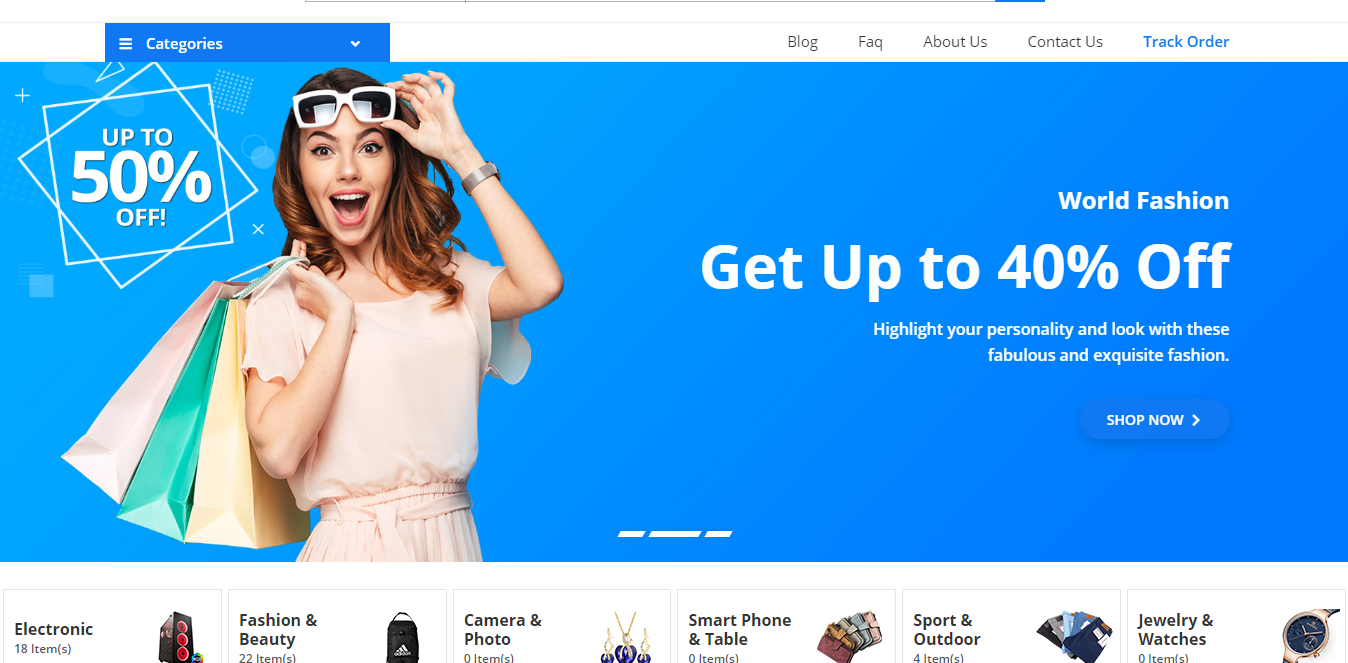 Categories
Blog
Faq
About Us
Contact Us
Track Order
UP TO
50%
OFF!
World Fashion
Get Up to 40% Off
Highlight your personality and look with these
fabulous and exquisite fashion.
SHOP NOW
Electronic
18 Item(s)
Fashion &
Beauty
22 Item(s)
adidas
Camera &
Photo
0 Item(s)
Smart Phone
& Table
0 Item(s)
Sport &
Outdoor
4 Item(s)
Jewelry &
Watches
0 Item(s)